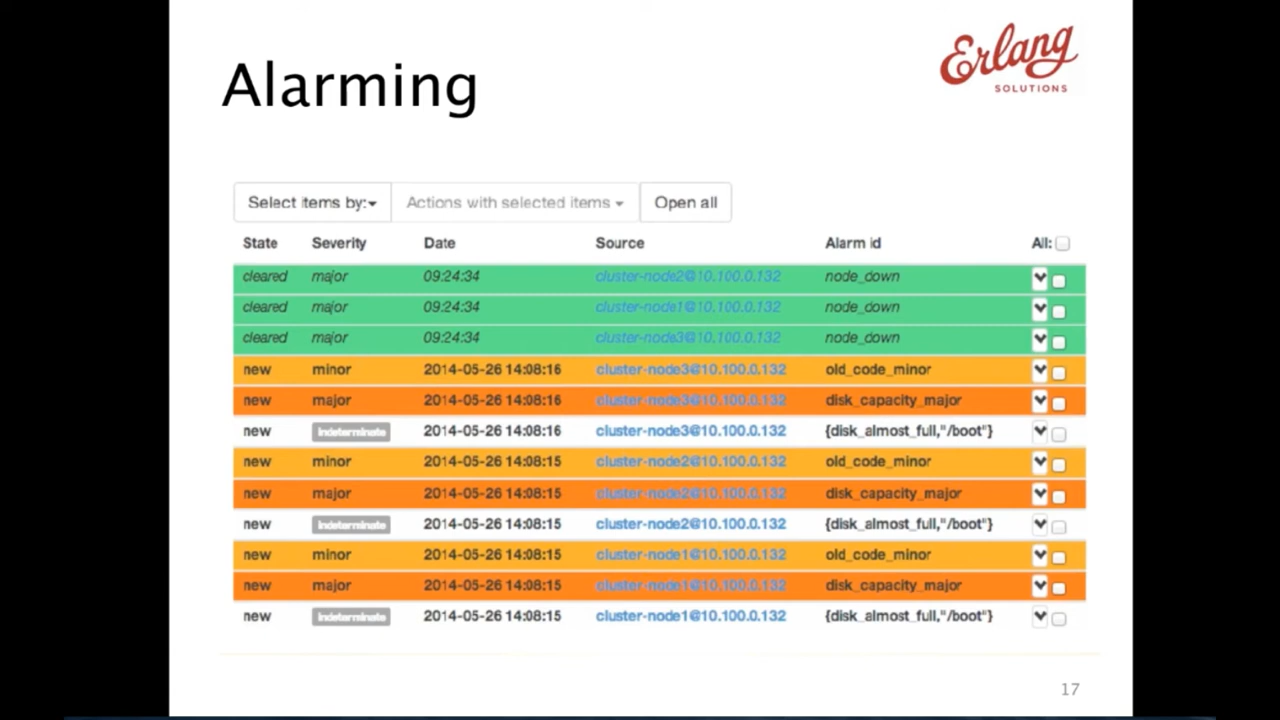 Alarming
Erlang
SOLUTIONS
Select items by: Actions with selected items Open all
State Severity Date Source Alarm id All:
cleared major 09:24:34 cluster-node2@10.100.0.132 node_down
cleared major 09:24:34 cluster-node1@10.100.0.132 node_down
cleared major 09:24:34 cluster-node3@10.100.0.132 node_down
new minor 2014-05-26 14:08:16 cluster-node3@10.100.0.132 old_code_minor
new major 2014-05-26 14:08:16 cluster-node3@10.100.0.132 disk_capacity_major
new Indeterminate 2014-05-26 14:08:16 cluster-node3@10.100.0.132 {disk_almost_full,"/boot"}
new minor 2014-05-26 14:08:15 cluster-node2@10.100.0.132 old_code_minor
new major 2014-05-26 14:08:15 cluster-node2@10.100.0.132 disk_capacity_major
new Indeterminate 2014-05-26 14:08:15 cluster-node2@10.100.0.132 {disk_almost_full,"/boot"}
new minor 2014-05-26 14:08:15 cluster-node1@10.100.0.132 old_code_minor
new major 2014-05-26 14:08:15 cluster-node1@10.100.0.132 disk_capacity_major
new Indeterminate 2014-05-26 14:08:15 cluster-node1@10.100.0.132 {disk_almost_full,"/boot"}
17